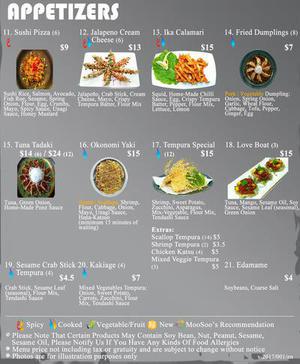 APPETIZERS
11. Sushi Pizza (6)
$9
Sushi Rice, Salmon, Avocado,
Fish Roe, Sesame, Spring
Onion, Flour, Egg, Crumbs,
Mayo, Spicy Sauce, Unagi
Sauce, Honey Mustard
12. Jalapeno Cream
Cheese (6)
$13
Jalapeño, Crab Stick, Cream
Cheese, Mayo, Crispy
Tempura Batter, Flour Mix
13. Ika Calamari
$15
Squid, Home-Made Chilli
Sauce, Egg, Crispy Tempura
Batter, Pepper, Flour Mix,
Lettuce, Lemon
14. Fried Dumplings (8)
$7
Pork / Vegetable Dumpling:
Onion, Spring Onion,
Garlic, Wheat Flour,
Cabbage, Tofu, Pepper,
Ginger, Egg
15. Tuna Tadaki
$14 (6) / $24 (12)
Tuna, Green Onion,
Home-Made Ponzu Sauce
16. Okonomi Yaki
$15
Shrimp,
Flour, Cabbage, Onion,
Mayo, Unagi Sauce,
(minimum 15 minutes of
waiting)
17. Tempura Special
(12)
$15
Shrimp, Sweet Potato,
Zucchini, Asparagus,
Mix-Vegetable, Flour Mix,
Tendashi Sauce
Extras:
Scallop Tempura (14) $5
Shrimp Tempura (2) $3.5
Chicken Katsu (4) $5
Mixed Veggie Tempura
(5) $5
18. Love Boat (3)
$15
Tuna, Mango, Sesame Oil, Soy
Sauce, Sesame Leaf (seasonal),
Green Onion
19. Sesame Crab Stick
Tempura (4)
$4.5
Crab Stick, Sesame Leaf
(seasonal), Flour Mix,
Tendashi Sauce
20. Kakiage (4)
$7
Mixed Vegetables Tempura:
Onion, Sweet Potato,
Carrots, Zucchini, Flour
Mix, Tendashi Sauce
21. Edamame
$4
Soybeans, Coarse Salt
Spicy Cooked Vegetable/Fruit New MooSoo's Recommendation
* Please Note That Certain Products May Contain Soy Bean, Nut, Peanut, Sesame,
Sesame Oil, Please Notify Us If You Have Any Kinds Of Food Allergies
* Menu price not including tax or gratuity and are subject to change without notice
* Photos are for illustration purposes only